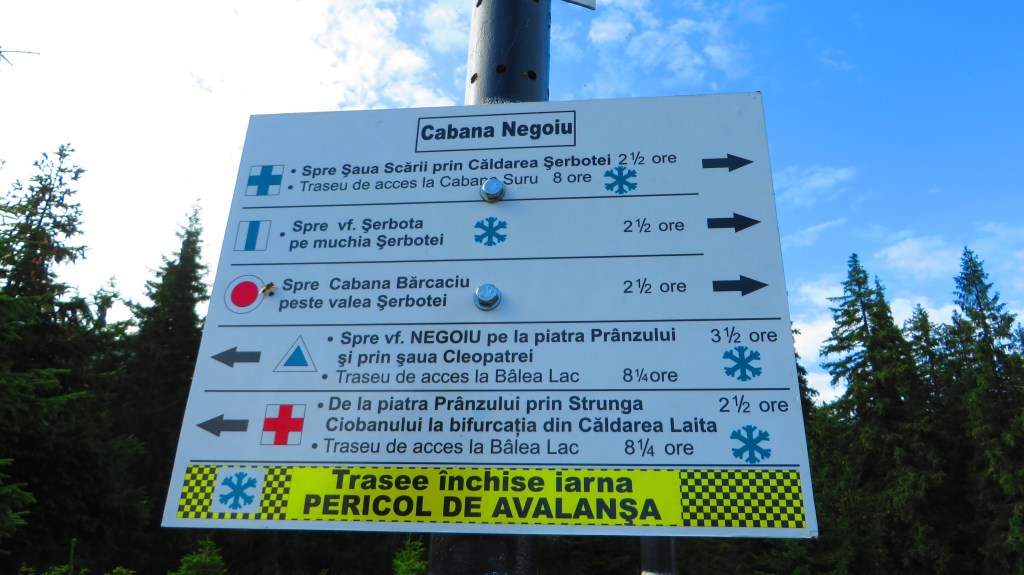 Cabana Negoiu
• Spre Şaua Scării prin Căldarea Şerbotei 2½ ore
• Traseu de acces la Cabana Suru 8 ore
• Spre vf. Şerbota
pe muchia Şerbotei 2½ ore
Spre Cabana Bărcaciu
peste valea Şerbotei 2½ ore
• Spre vf. NEGOIU pe la piatra Prânzului 3½ ore
şi prin şaua Cleopatrei
• Traseu de acces la Bâlea Lac 8¼ore
• De la piatra Prânzului prin Strunga 2½ ore
Ciobanului la bifurcaţia din Căldarea Laita
• Traseu de acces la Bâlea Lac 8¼ ore
Trasee închise iarna
PERICOL DE AVALANŞA